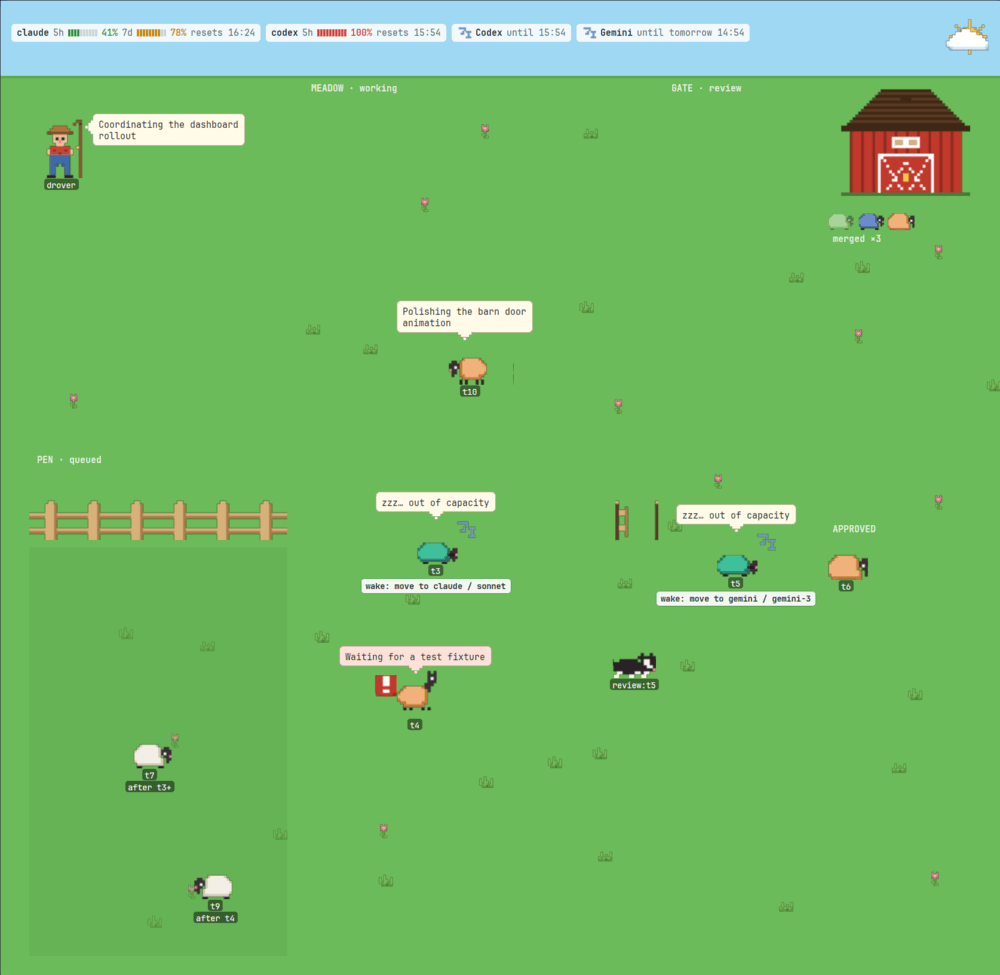 claude 5h 41% 7d 78% resets 16:24
codex 5h 100% resets 15:54
Codex until 15:54
Gemini until tomorrow 14:54
MEADOW · working
GATE · review
Coordinating the dashboard
rollout
drover
merged ×3
Polishing the barn door
animation
t10
PEN · queued
zzz… out of capacity
t3
wake: move to claude / sonnet
zzz… out of capacity
t5
wake: move to gemini / gemini-3
APPROVED
t6
Waiting for a test fixture
t4
review:t5
t7
after t3+
t9
after t4